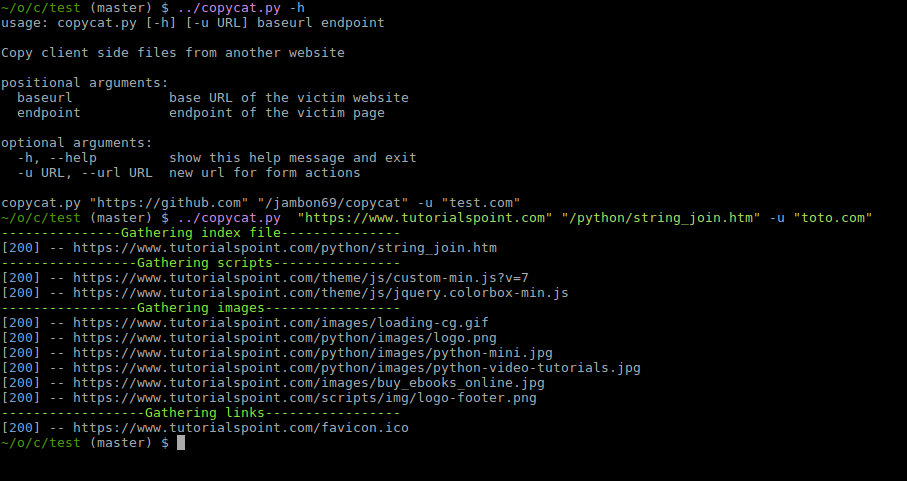 ~/o/c/test (master) $ ../copycat.py -h
usage: copycat.py [-h] [-u URL] baseurl endpoint
Copy client side files from another website
positional arguments:
  baseurl            base URL of the victim website
  endpoint           endpoint of the victim page
optional arguments:
  -h, --help         show this help message and exit
  -u URL, --url URL  new url for form actions
copycat.py "https://github.com" "/jambon69/copycat" -u "test.com"
~/o/c/test (master) $ ../copycat.py  "https://www.tutorialspoint.com" "/python/string_join.htm" -u "toto.com"
---------------Gathering index file---------------
[200] -- https://www.tutorialspoint.com/python/string_join.htm
-----------------Gathering scripts----------------
[200] -- https://www.tutorialspoint.com/theme/js/custom-min.js?v=7
[200] -- https://www.tutorialspoint.com/theme/js/jquery.colorbox-min.js
-----------------Gathering images-----------------
[200] -- https://www.tutorialspoint.com/images/loading-cg.gif
[200] -- https://www.tutorialspoint.com/python/images/logo.png
[200] -- https://www.tutorialspoint.com/python/images/python-mini.jpg
[200] -- https://www.tutorialspoint.com/python/images/python-video-tutorials.jpg
[200] -- https://www.tutorialspoint.com/images/buy_ebooks_online.jpg
[200] -- https://www.tutorialspoint.com/scripts/img/logo-footer.png
------------------Gathering links-----------------
[200] -- https://www.tutorialspoint.com/favicon.ico
~/o/c/test (master) $